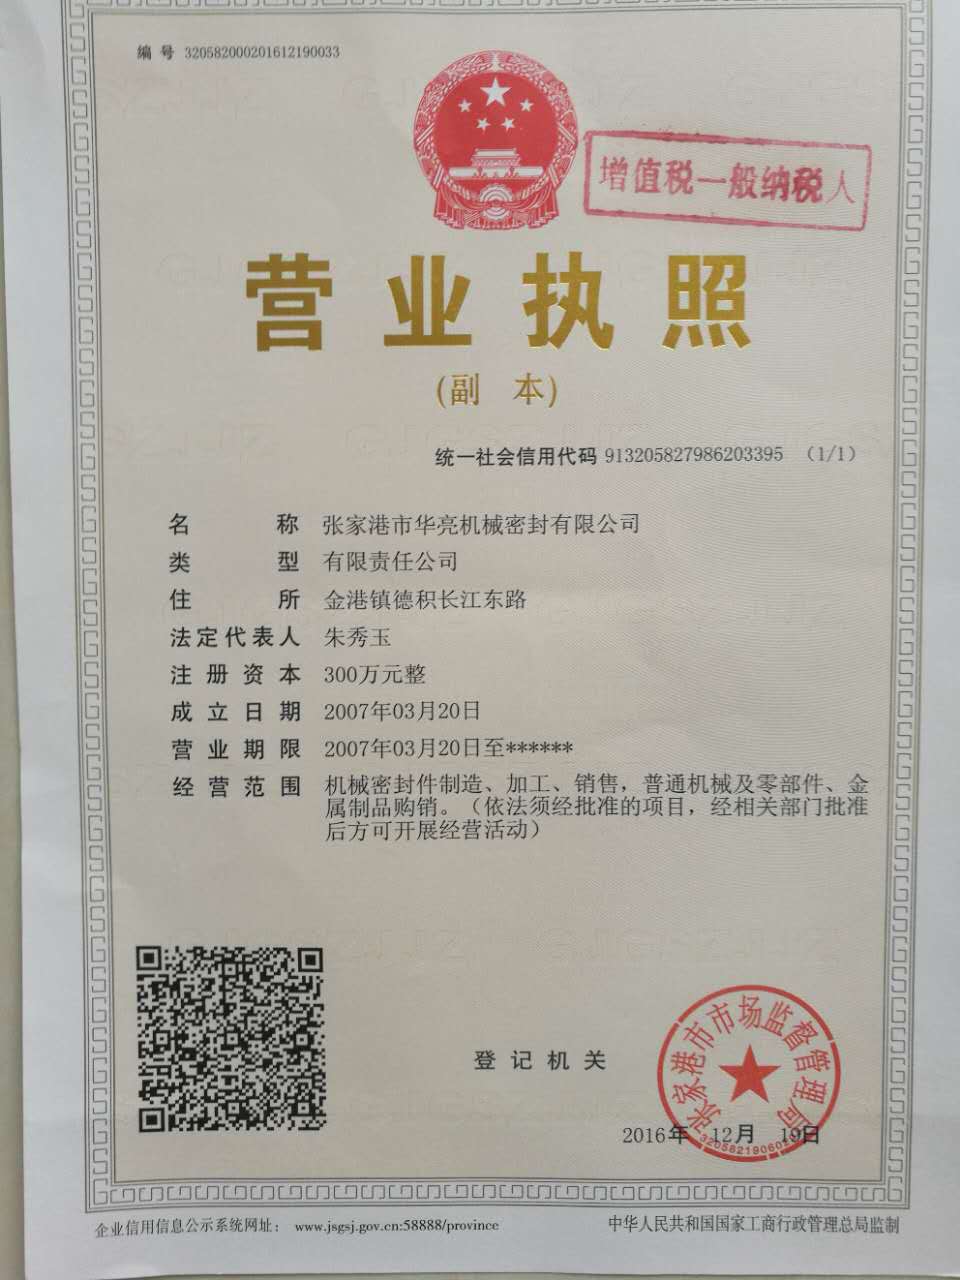 编 号 320582000201612190033
增值税一般纳税人
营业执照
(副 本)
统一社会信用代码 913205827986203395 (1/1)
名 称 张家港市华亮机械密封有限公司
类 型 有限责任公司
住 所 金港镇德积长江东路
法定代表人 朱秀玉
注册资本 300万元整
成立日期 2007年03月20日
营业期限 2007年03月20日至******
经营范围 机械密封件制造、加工、销售，普通机械及零部件、金
属制品购销。（依法须经批准的项目，经相关部门批准
后方可开展经营活动）
登记机关
张家港市市场监督管理局
2016年 12月 19日
企业信用信息公示系统网址： www.jsgsj.gov.cn:58888/province
中华人民共和国国家工商行政管理总局监制